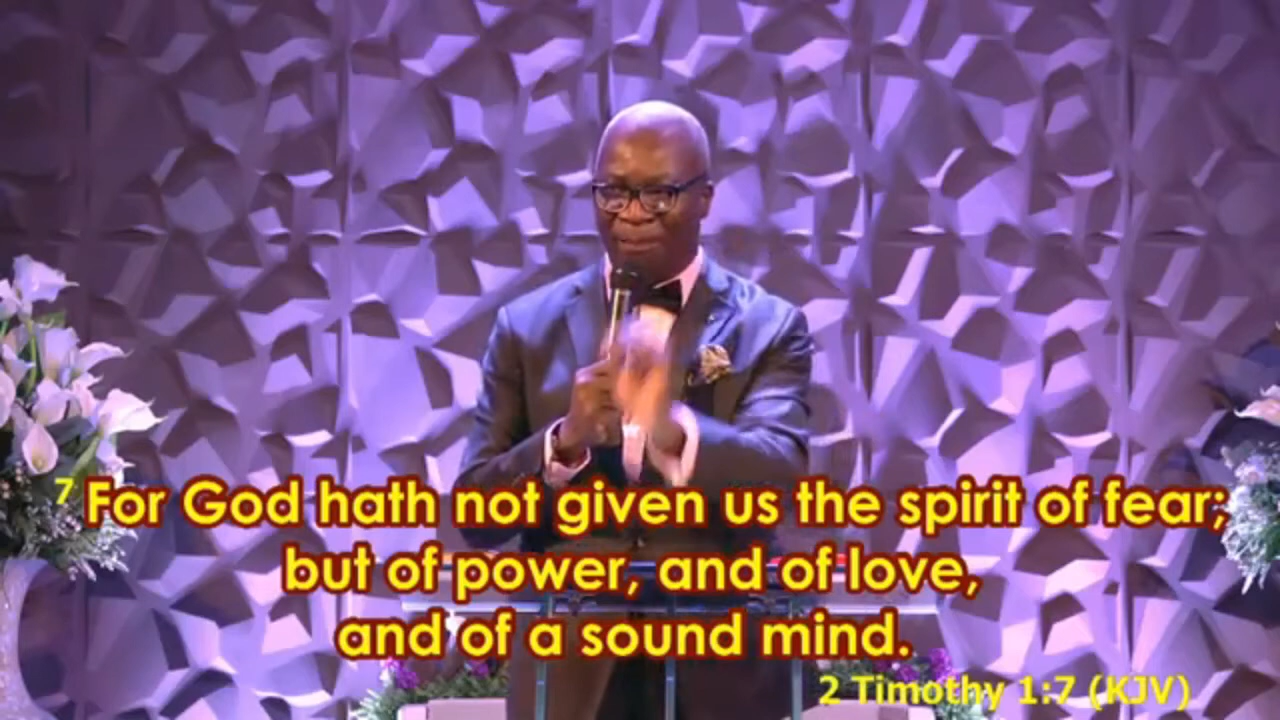 7 For God hath not given us the spirit of fear;
but of power, and of love,
and of a sound mind.
2 Timothy 1:7 (KJV)